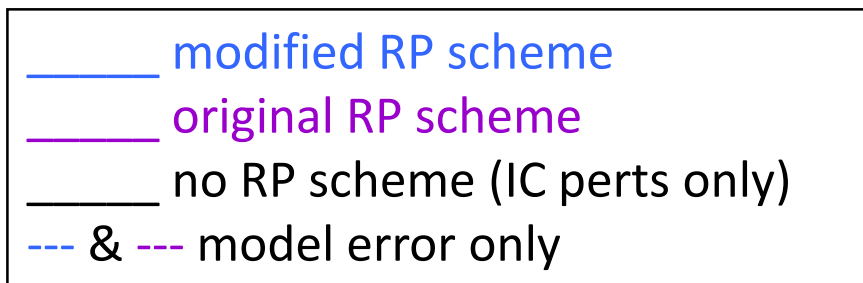 _____ modified RP scheme
_____ original RP scheme
_____ no RP scheme (IC perts only)
--- & --- model error only